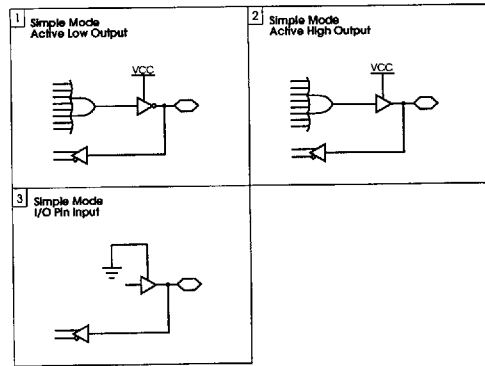 1 Simple Mode
Active Low Output
VCC
2 Simple Mode
Active High Output
VCC
3 Simple Mode
I/O Pin Input